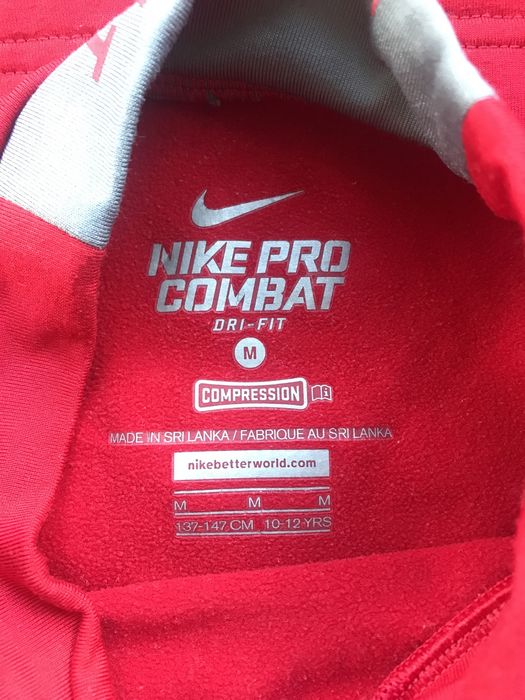 NIKE PRO
COMBAT
DRI-FIT
M
COMPRESSION
MADE IN SRI LANKA / FABRIQUE AU SRI LANKA
nikebetterworld.com
M M M
137-147 CM 10-12 YRS